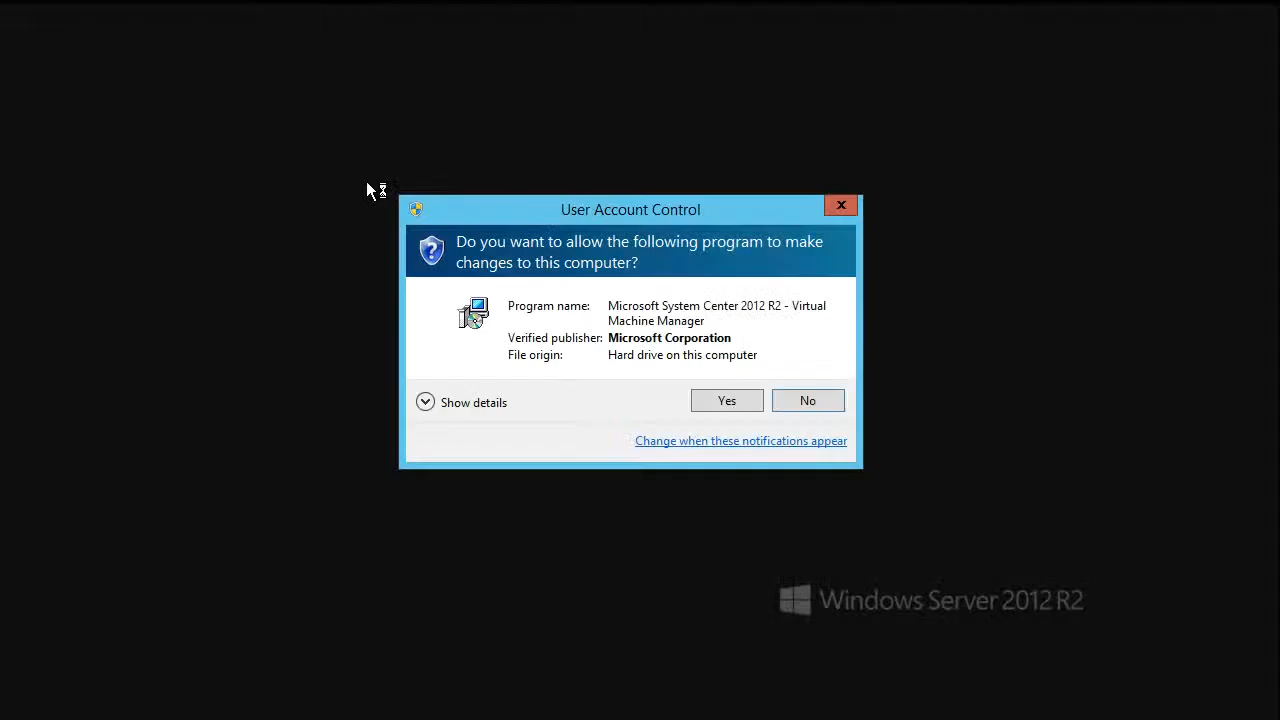 User Account Control
x
Do you want to allow the following program to make
changes to this computer?
Program name: Microsoft System Center 2012 R2 - Virtual
Machine Manager
Verified publisher: Microsoft Corporation
File origin: Hard drive on this computer
Show details
Yes
No
Change when these notifications appear
Windows Server 2012 R2